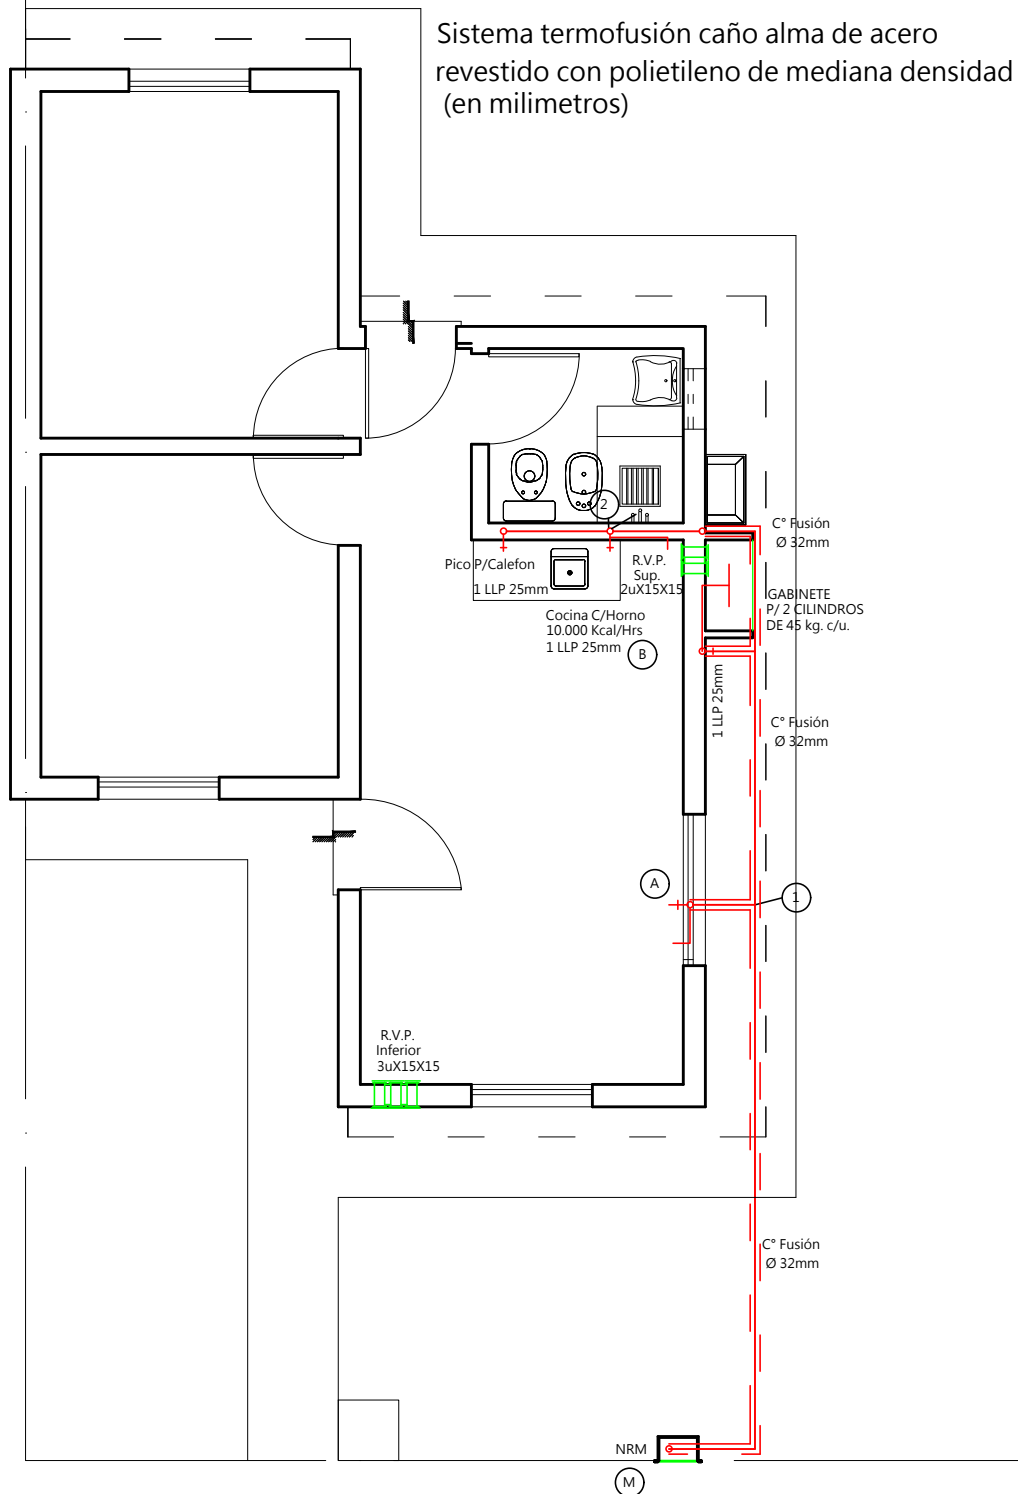 Sistema termofusión caño alma de acero
revestido con polietileno de mediana densidad
(en milimetros)
2
C° Fusión
Ø 32mm
Pico P/Calefon
1 LLP 25mm
R.V.P.
Sup.
2uX15X15
GABINETE
P/ 2 CILINDROS
DE 45 kg. c/u.
Cocina C/Horno
10.000 Kcal/Hrs
1 LLP 25mm
B
1 LLP 25mm
C° Fusión
Ø 32mm
A
1
R.V.P.
Inferior
3uX15X15
C° Fusión
Ø 32mm
NRM
M